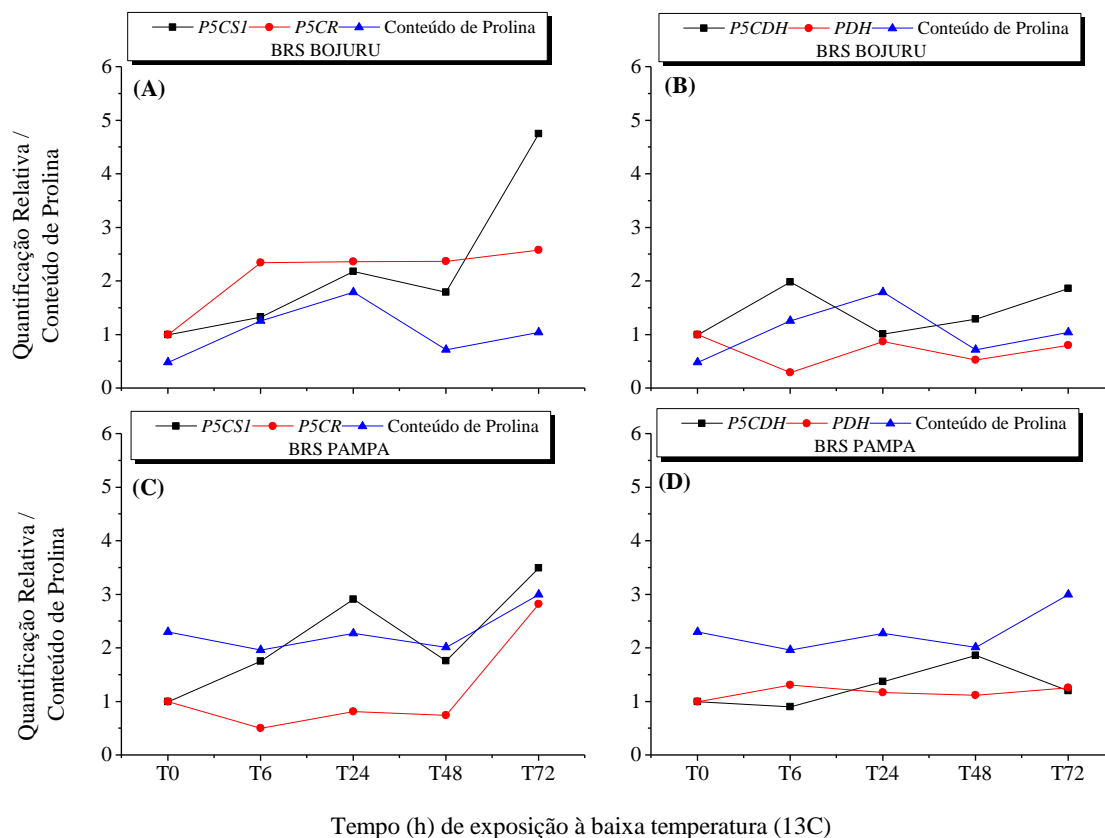 P5CS1 P5CR Conteúdo de Prolina
BRS BOJURU
P5CDH PDH Conteúdo de Prolina
BRS BOJURU
(A)
(B)
6
5
4
3
2
1
0
6
5
4
3
2
1
0
Quantificação Relativa /
Conteúdo de Prolina
P5CS1 P5CR Conteúdo de Prolina
BRS PAMPA
P5CDH PDH Conteúdo de Prolina
BRS PAMPA
(C)
(D)
6
5
4
3
2
1
0
6
5
4
3
2
1
0
Quantificação Relativa /
Conteúdo de Prolina
T0 T6 T24 T48 T72
T0 T6 T24 T48 T72
Tempo (h) de exposição à baixa temperatura (13C)